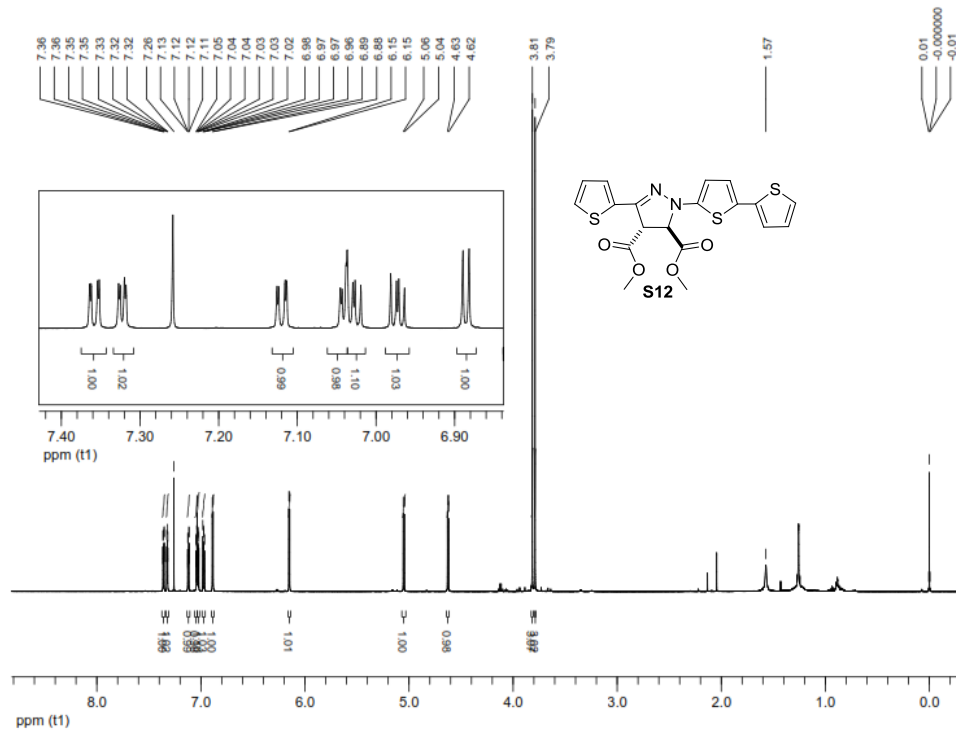 7.36 7.36 7.35 7.35 7.33 7.32 7.32 7.26 7.13 7.12 7.12 7.11 7.05 7.04 7.04 7.03 7.03 7.02 6.98 6.97 6.97 6.96 6.89 6.88 6.15 6.15 5.06 5.04 4.63 4.62 3.81 3.79 1.57 0.01 -0.000000 -0.01
S N N S S
O O O O
S12
1.00 1.02 0.99 0.98 1.10 1.03 1.00
7.40 7.30 7.20 7.10 7.00 6.90
ppm (t1)
1.01 1.00 0.98
8.0 7.0 6.0 5.0 4.0 3.0 2.0 1.0 0.0
ppm (t1)